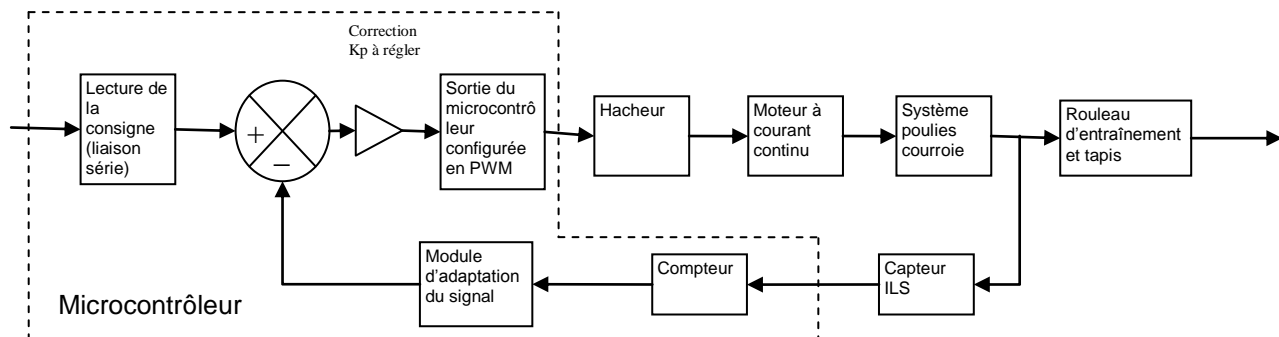 Correction
Kp à régler
Lecture de
la
consigne
(liaison
série)
+
−
Sortie du
microcontrô
leur
configurée
en PWM
Hacheur
Moteur à
courant
continu
Système
poulies
courroie
Rouleau
d'entraînement
et tapis
Module
d'adaptation
du signal
Compteur
Capteur
ILS
Microcontrôleur